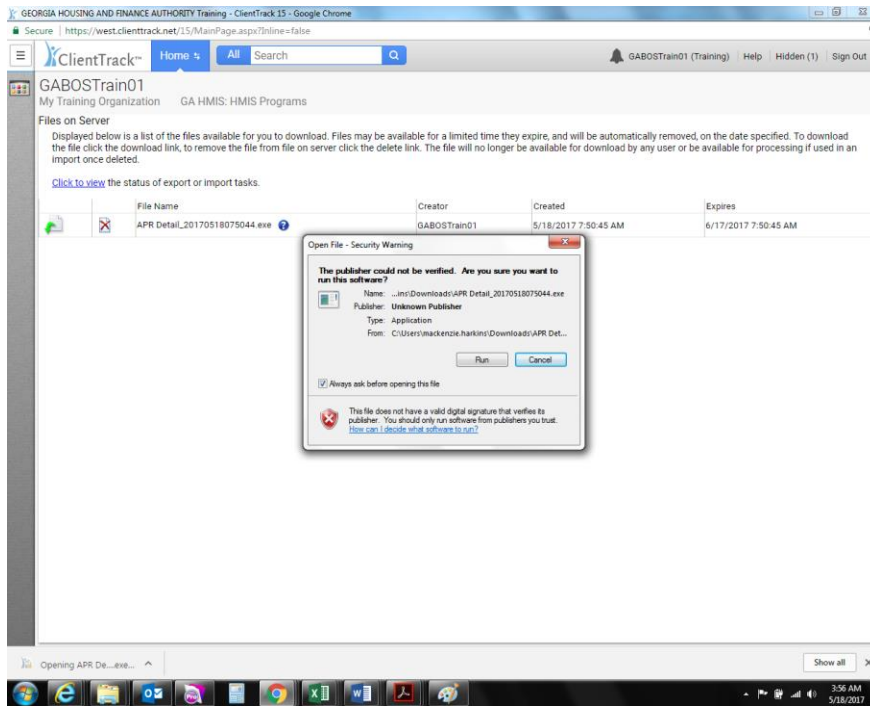 GEORGIA HOUSING AND FINANCE AUTHORITY Training - ClientTrack 15 - Google Chrome
Secure | https://west.clienttrack.net/15/MainPage.aspx?Inline=false
ClientTrack™ Home All Search GABOSTrain01 (Training) Help Hidden (1) Sign Out
GABOSTrain01
My Training Organization GA HMIS: HMIS Programs
Files on Server
Displayed below is a list of the files available for you to download. Files may be available for a limited time they expire, and will be automatically removed, on the date specified. To download
the file click the download link, to remove the file from file on server click the delete link. The file will no longer be available for download by any user or be available for processing if used in an
import once deleted.
Click to view the status of export or import tasks.
File Name Creator Created Expires
APR Detail_20170518075044.exe GABOSTrain01 5/18/2017 7:50:45 AM 6/17/2017 7:50:45 AM
Open File - Security Warning
The publisher could not be verified. Are you sure you want to
run this software?
Name: ...ins\Downloads\APR Detail_20170518075044.exe
Publisher: Unknown Publisher
Type: Application
From: C:\Users\mackenzie.harkins\Downloads\APR Det...
Run Cancel
Always ask before opening this file
This file does not have a valid digital signature that verifies its
publisher. You should only run software from publishers you trust.
How can I decide what software to run?
Opening APR De....exe... Show all
3:56 AM
5/18/2017